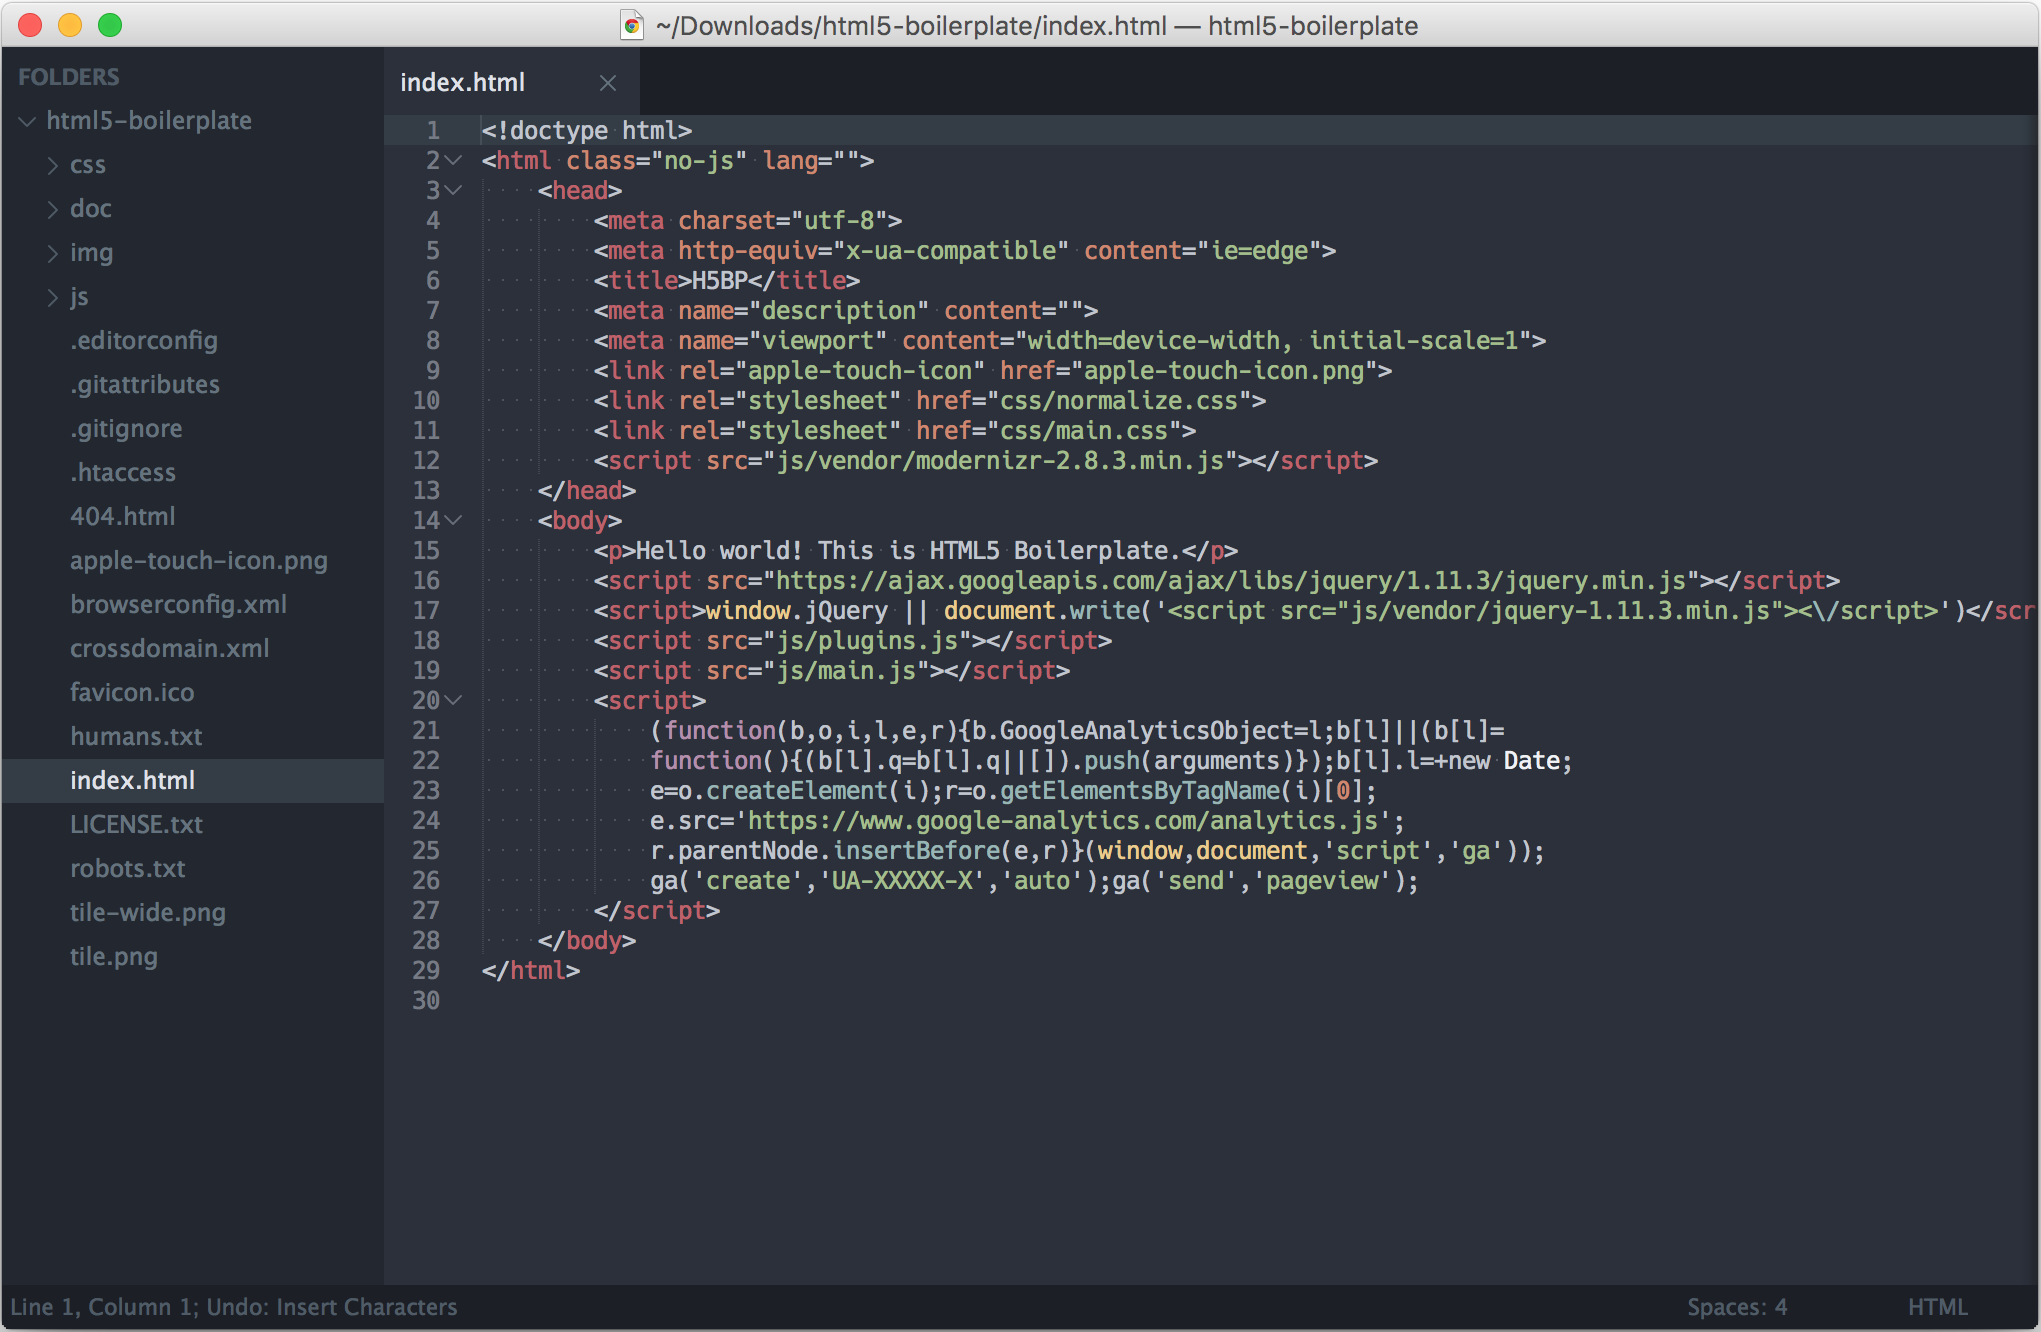 ~/Downloads/html5-boilerplate/index.html — html5-boilerplate
FOLDERS
html5-boilerplate
css
doc
img
js
.editorconfig
.gitattributes
.gitignore
.htaccess
404.html
apple-touch-icon.png
browserconfig.xml
crossdomain.xml
favicon.ico
humans.txt
index.html
LICENSE.txt
robots.txt
tile-wide.png
tile.png
index.html
1 <!doctype html>
2 <html class="no-js" lang="">
3     <head>
4         <meta charset="utf-8">
5         <meta http-equiv="x-ua-compatible" content="ie=edge">
6         <title>H5BP</title>
7         <meta name="description" content="">
8         <meta name="viewport" content="width=device-width, initial-scale=1">
9         <link rel="apple-touch-icon" href="apple-touch-icon.png">
10         <link rel="stylesheet" href="css/normalize.css">
11         <link rel="stylesheet" href="css/main.css">
12         <script src="js/vendor/modernizr-2.8.3.min.js"></script>
13     </head>
14     <body>
15         <p>Hello world! This is HTML5 Boilerplate.</p>
16         <script src="https://ajax.googleapis.com/ajax/libs/jquery/1.11.3/jquery.min.js"></script>
17         <script>window.jQuery || document.write('<script src="js/vendor/jquery-1.11.3.min.js"><\/script>')</scr
18         <script src="js/plugins.js"></script>
19         <script src="js/main.js"></script>
20         <script>
21             (function(b,o,i,l,e,r){b.GoogleAnalyticsObject=l;b[l]||(b[l]=
22             function(){(b[l].q=b[l].q||[]).push(arguments)});b[l].l=+new Date;
23             e=o.createElement(i);r=o.getElementsByTagName(i)[0];
24             e.src='https://www.google-analytics.com/analytics.js';
25             r.parentNode.insertBefore(e,r)}(window,document,'script','ga'));
26             ga('create','UA-XXXXX-X','auto');ga('send','pageview');
27         </script>
28     </body>
29 </html>
30
Line 1, Column 1; Undo: Insert Characters
Spaces: 4
HTML